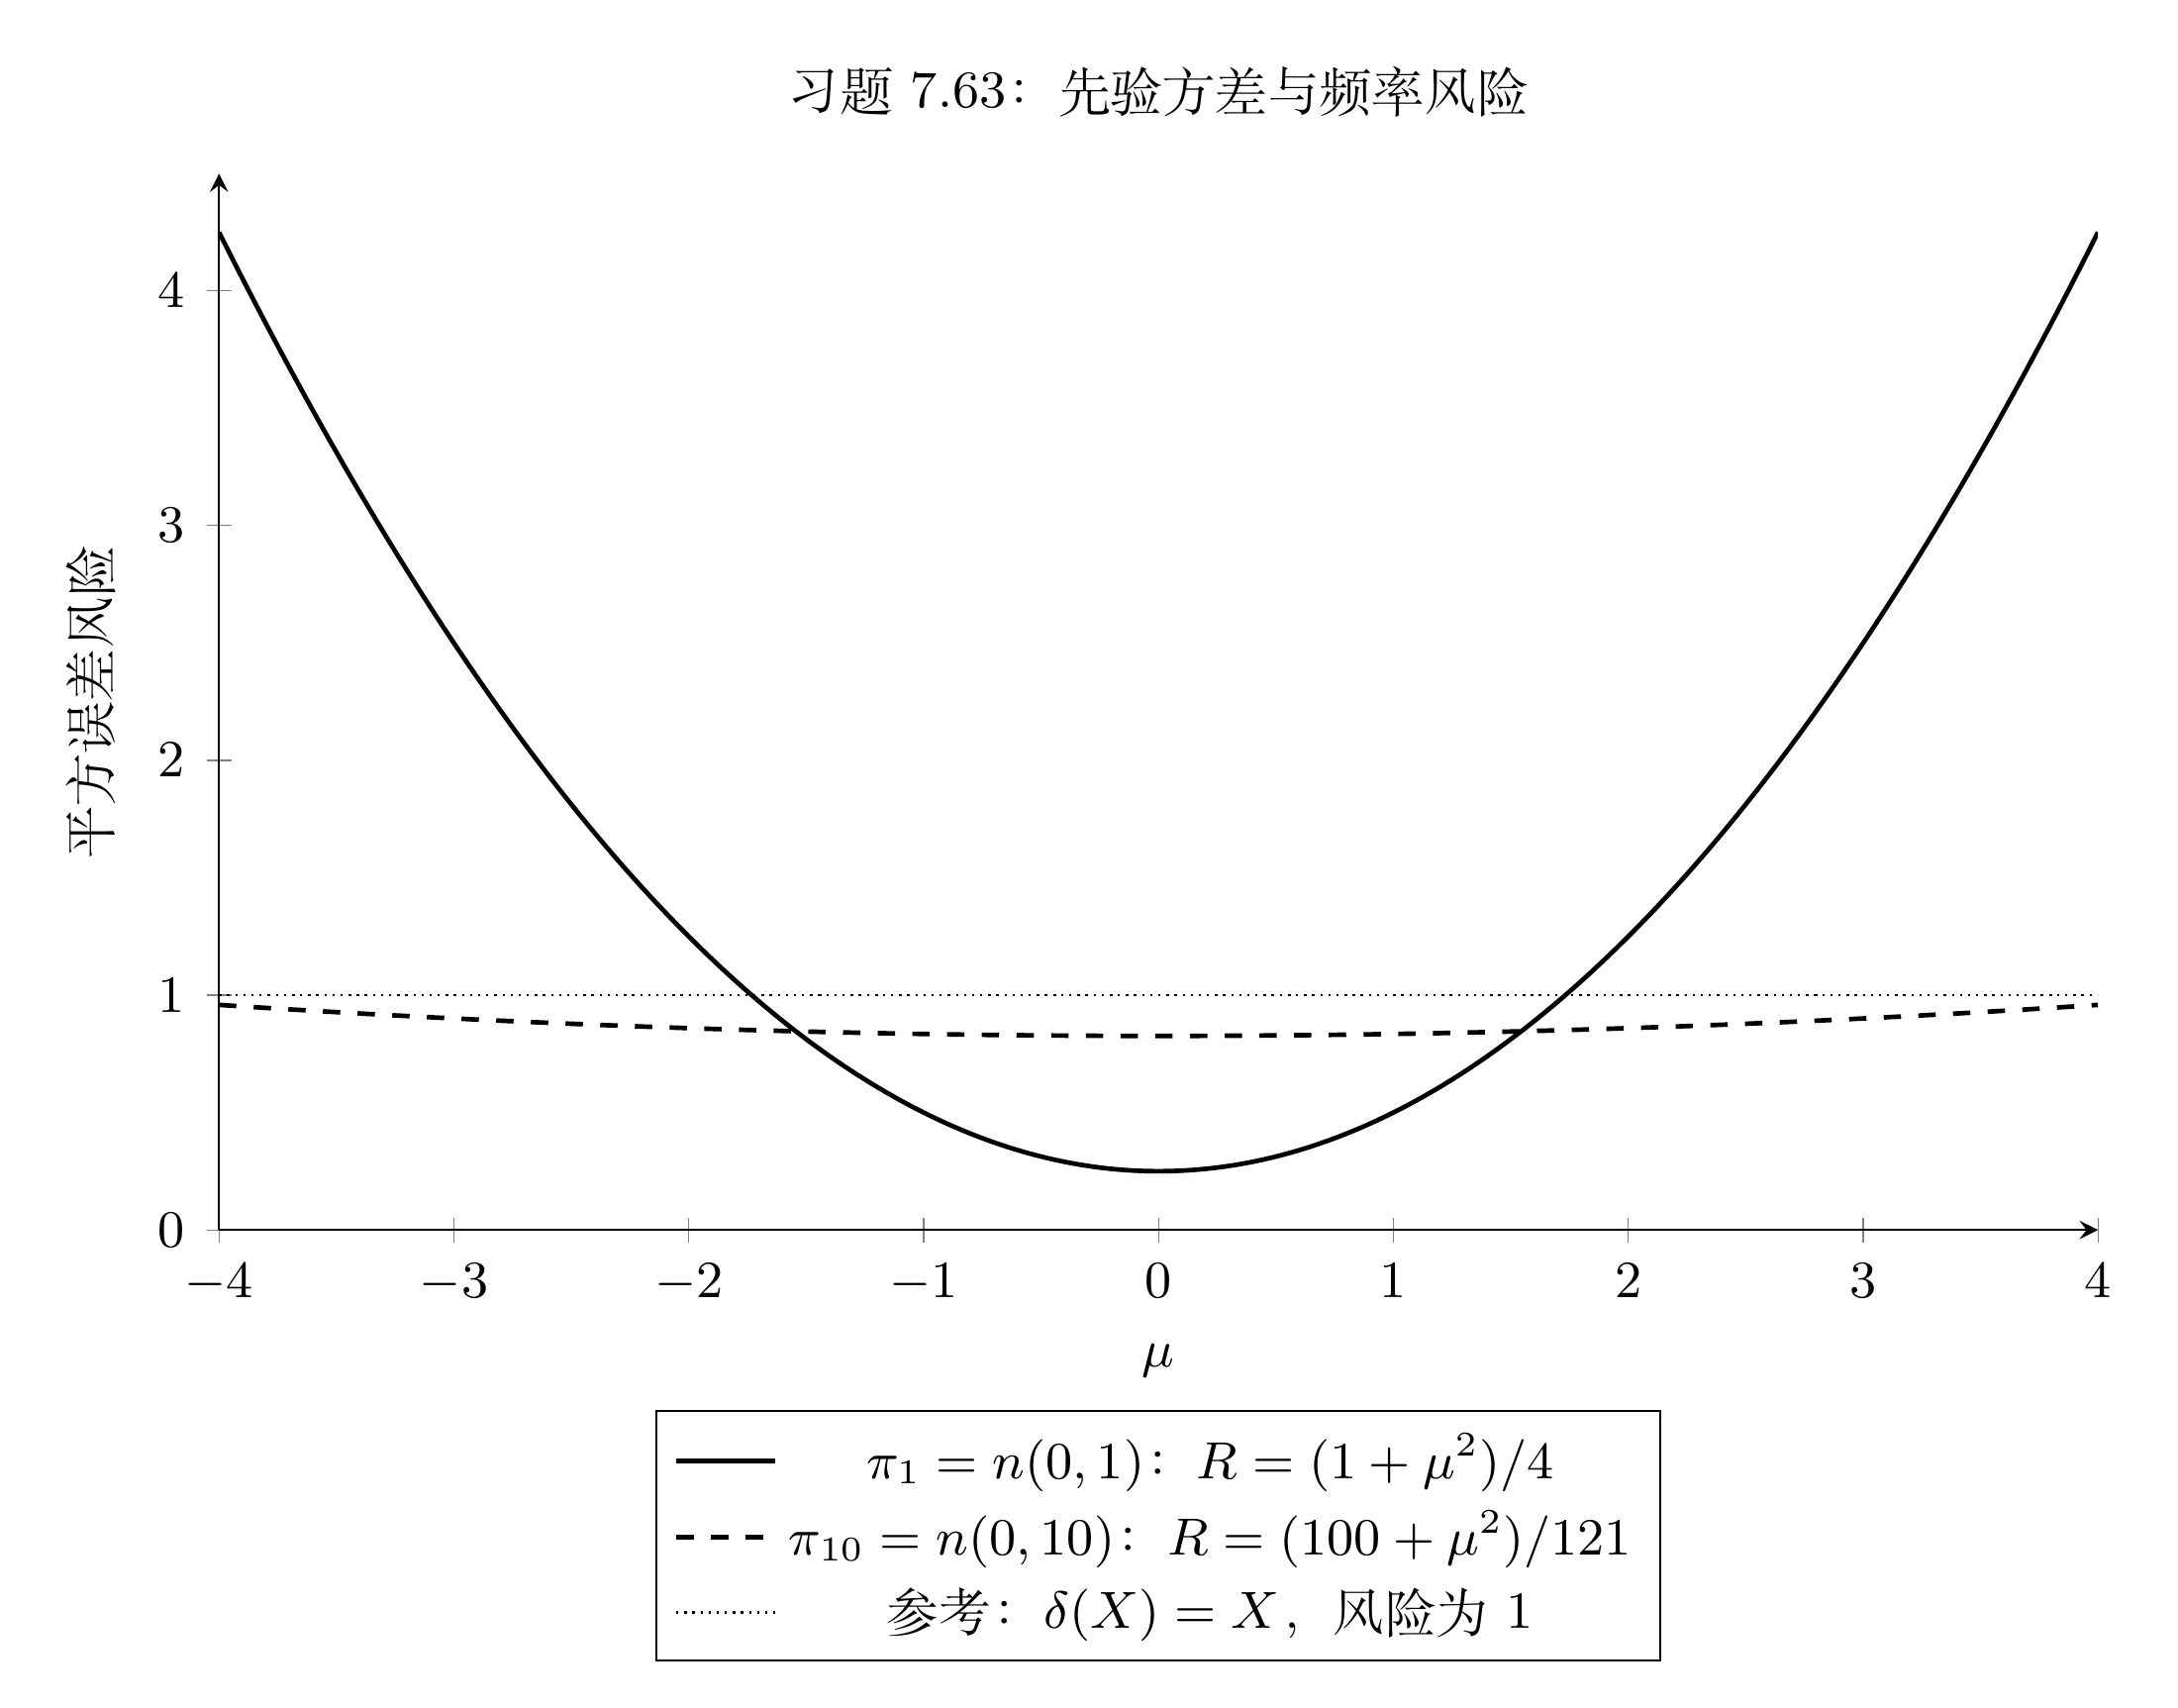 习题 7.63：先验方差与频率风险
平方误差风险
4
3
2
1
0
−4 −3 −2 −1 0 1 2 3 4
μ
π₁ = n(0, 1)：R = (1 + μ²)/4
π₁₀ = n(0, 10)：R = (100 + μ²)/121
参考：δ(X) = X，风险为 1